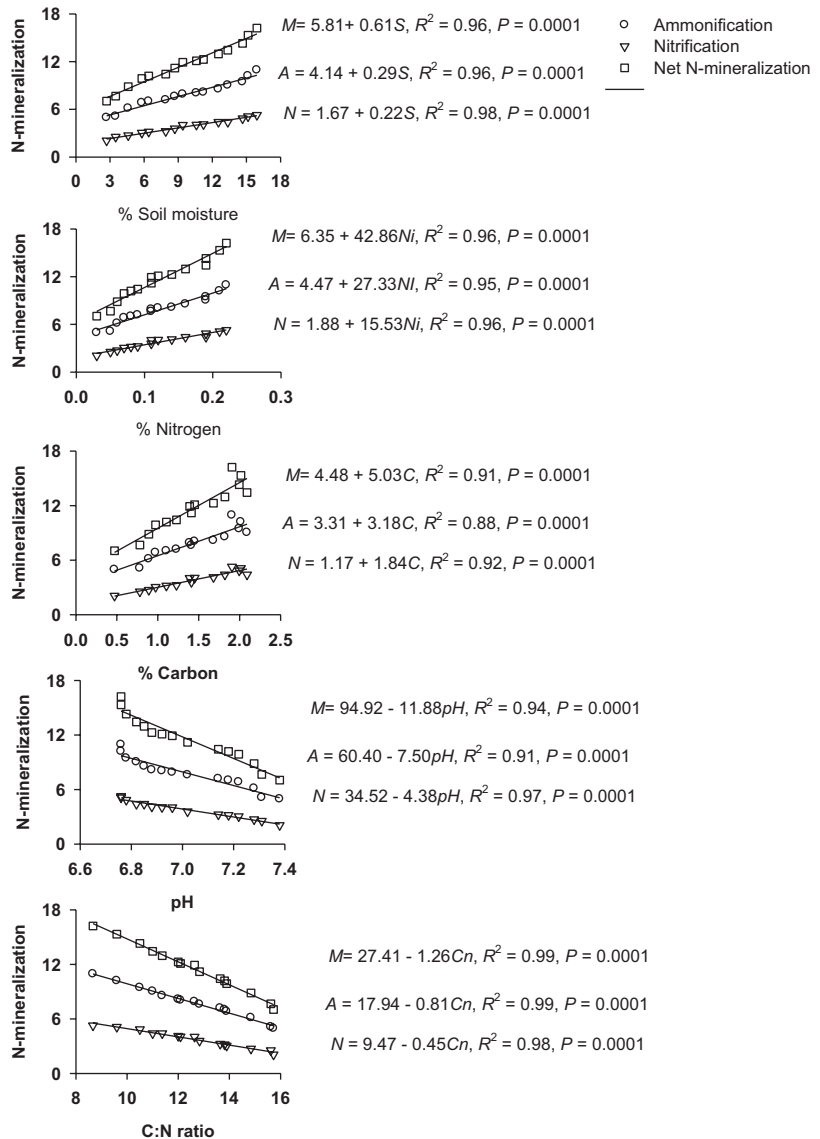 18
12
6
0
N-mineralization
M= 5.81+ 0.61S, R² = 0.96, P = 0.0001
A = 4.14 + 0.29S, R² = 0.96, P = 0.0001
N = 1.67 + 0.22S, R² = 0.98, P = 0.0001
Ammonification
Nitrification
Net N-mineralization
0 3 6 9 12 15 18
% Soil moisture
18
12
6
0
N-mineralization
M= 6.35 + 42.86Ni, R² = 0.96, P = 0.0001
A = 4.47 + 27.33NI, R² = 0.95, P = 0.0001
N = 1.88 + 15.53Ni, R² = 0.96, P = 0.0001
0.0 0.1 0.2 0.3
% Nitrogen
18
12
6
0
N-mineralization
M= 4.48 + 5.03C, R² = 0.91, P = 0.0001
A = 3.31 + 3.18C, R² = 0.88, P = 0.0001
N = 1.17 + 1.84C, R² = 0.92, P = 0.0001
0.0 0.5 1.0 1.5 2.0 2.5
% Carbon
18
12
6
0
N-mineralization
M= 94.92 - 11.88pH, R² = 0.94, P = 0.0001
A = 60.40 - 7.50pH, R² = 0.91, P = 0.0001
N = 34.52 - 4.38pH, R² = 0.97, P = 0.0001
6.6 6.8 7.0 7.2 7.4
pH
18
12
6
0
N-mineralization
M= 27.41 - 1.26Cn, R² = 0.99, P = 0.0001
A = 17.94 - 0.81Cn, R² = 0.99, P = 0.0001
N = 9.47 - 0.45Cn, R² = 0.98, P = 0.0001
8 10 12 14 16
C:N ratio